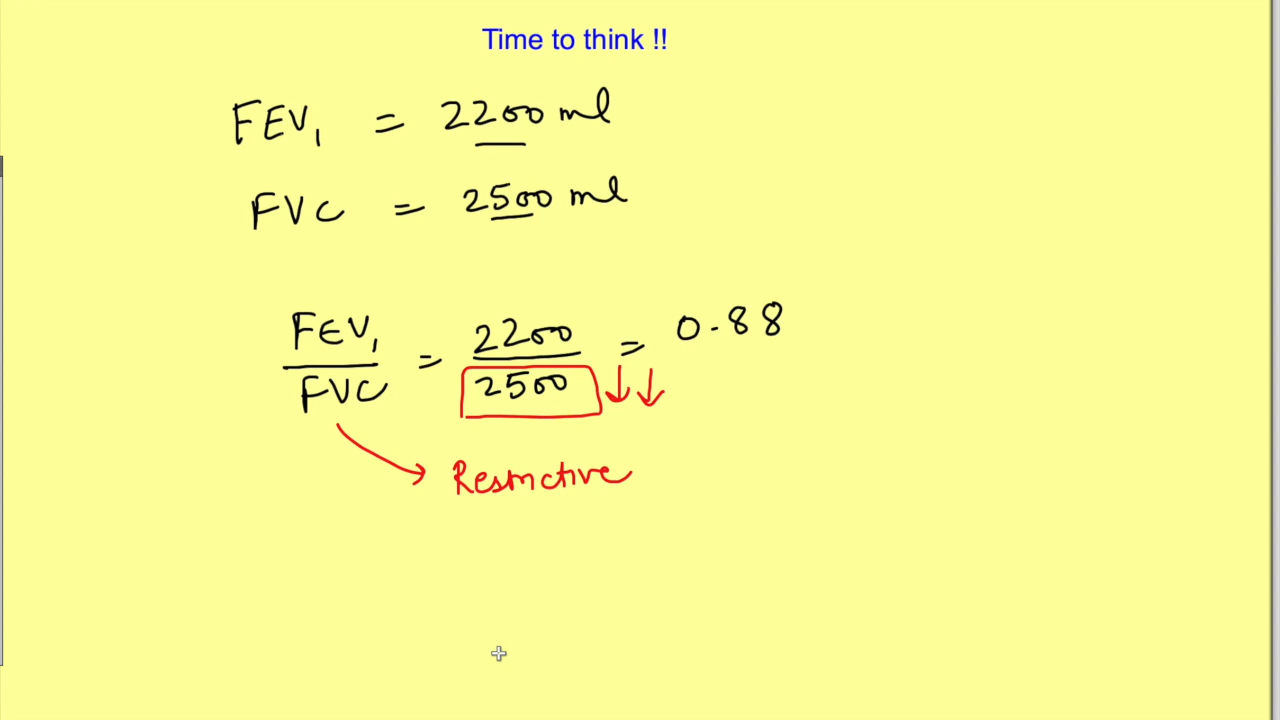 Time to think !!
FEV₁ = 2200 ml
FVC = 2500 ml
FEV₁/FVC = 2200/2500 = 0.88
↓↓
→ Restrictive